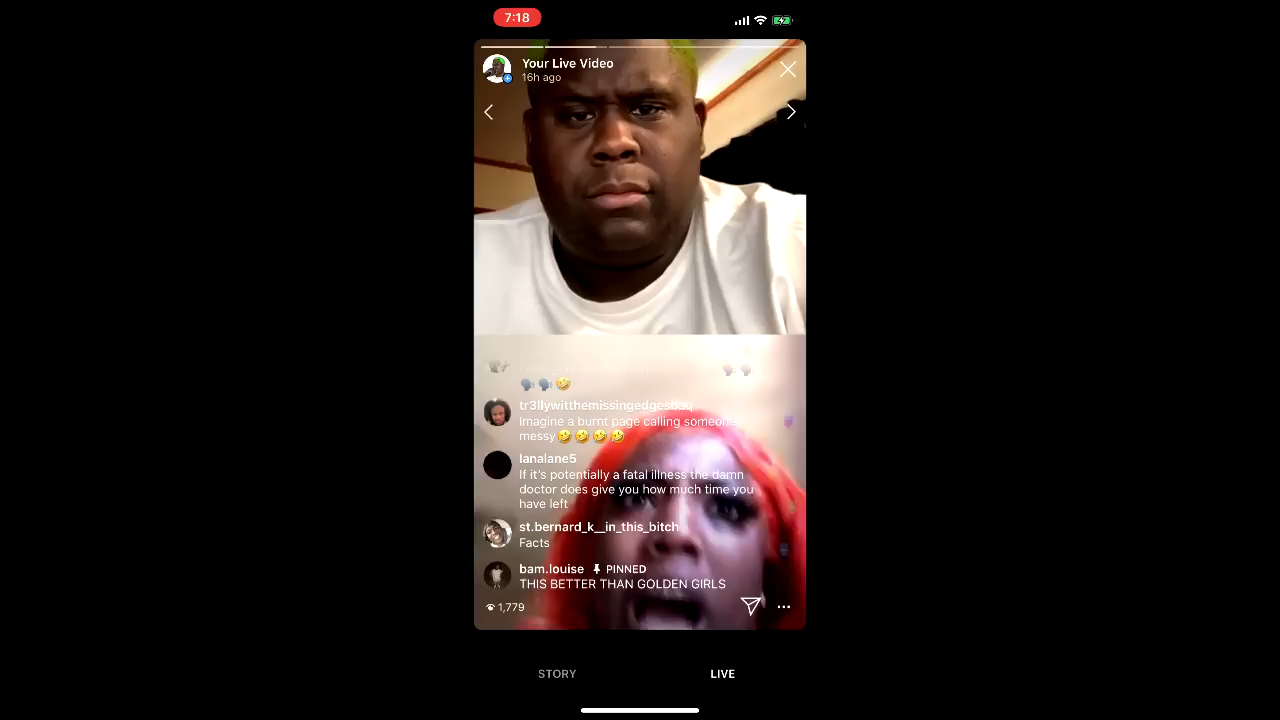 7:18
Your Live Video
16h ago
tr3llywitthemissingedgesbaq
Imagine a burnt page calling someone
messy🤣🤣🤣🤣
lanalane5
If it's potentially a fatal illness the damn
doctor does give you how much time you
have left
st.bernard_k__in_this_bitch
Facts
bam.louise PINNED
THIS BETTER THAN GOLDEN GIRLS
1,779
STORY LIVE